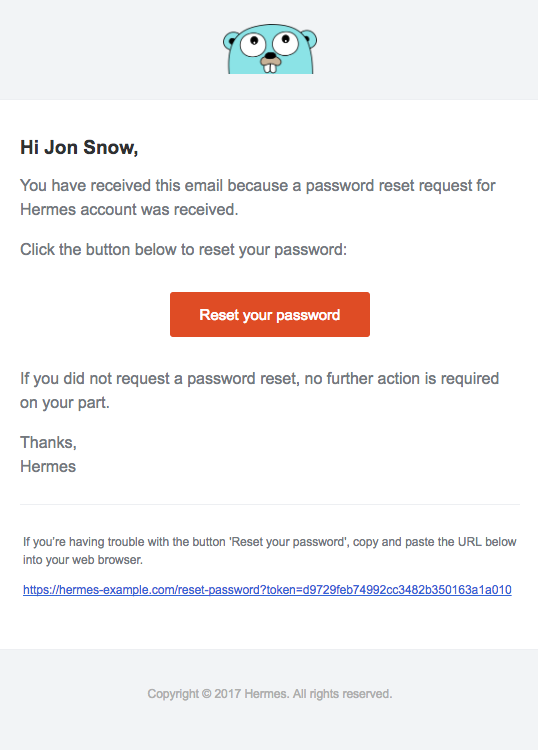 Hi Jon Snow,
You have received this email because a password reset request for
Hermes account was received.
Click the button below to reset your password:
Reset your password
If you did not request a password reset, no further action is required
on your part.
Thanks,
Hermes
If you’re having trouble with the button 'Reset your password', copy and paste the URL below
into your web browser.
https://hermes-example.com/reset-password?token=d9729feb74992cc3482b350163a1a010
Copyright © 2017 Hermes. All rights reserved.